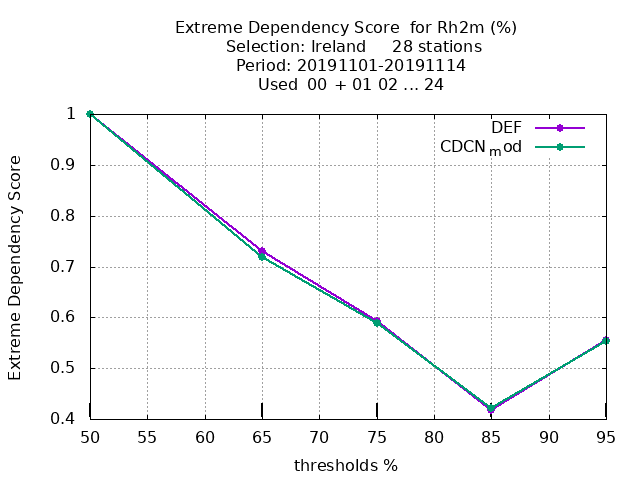 Extreme Dependency Score  for Rh2m (%)
Selection: Ireland     28 stations
Period: 20191101-20191114
Used  00  + 01 02 ... 24
DEF
CDCN_mod
1
0.9
0.8
0.7
0.6
0.5
0.4
Extreme Dependency Score
50 55 60 65 70 75 80 85 90 95
thresholds %